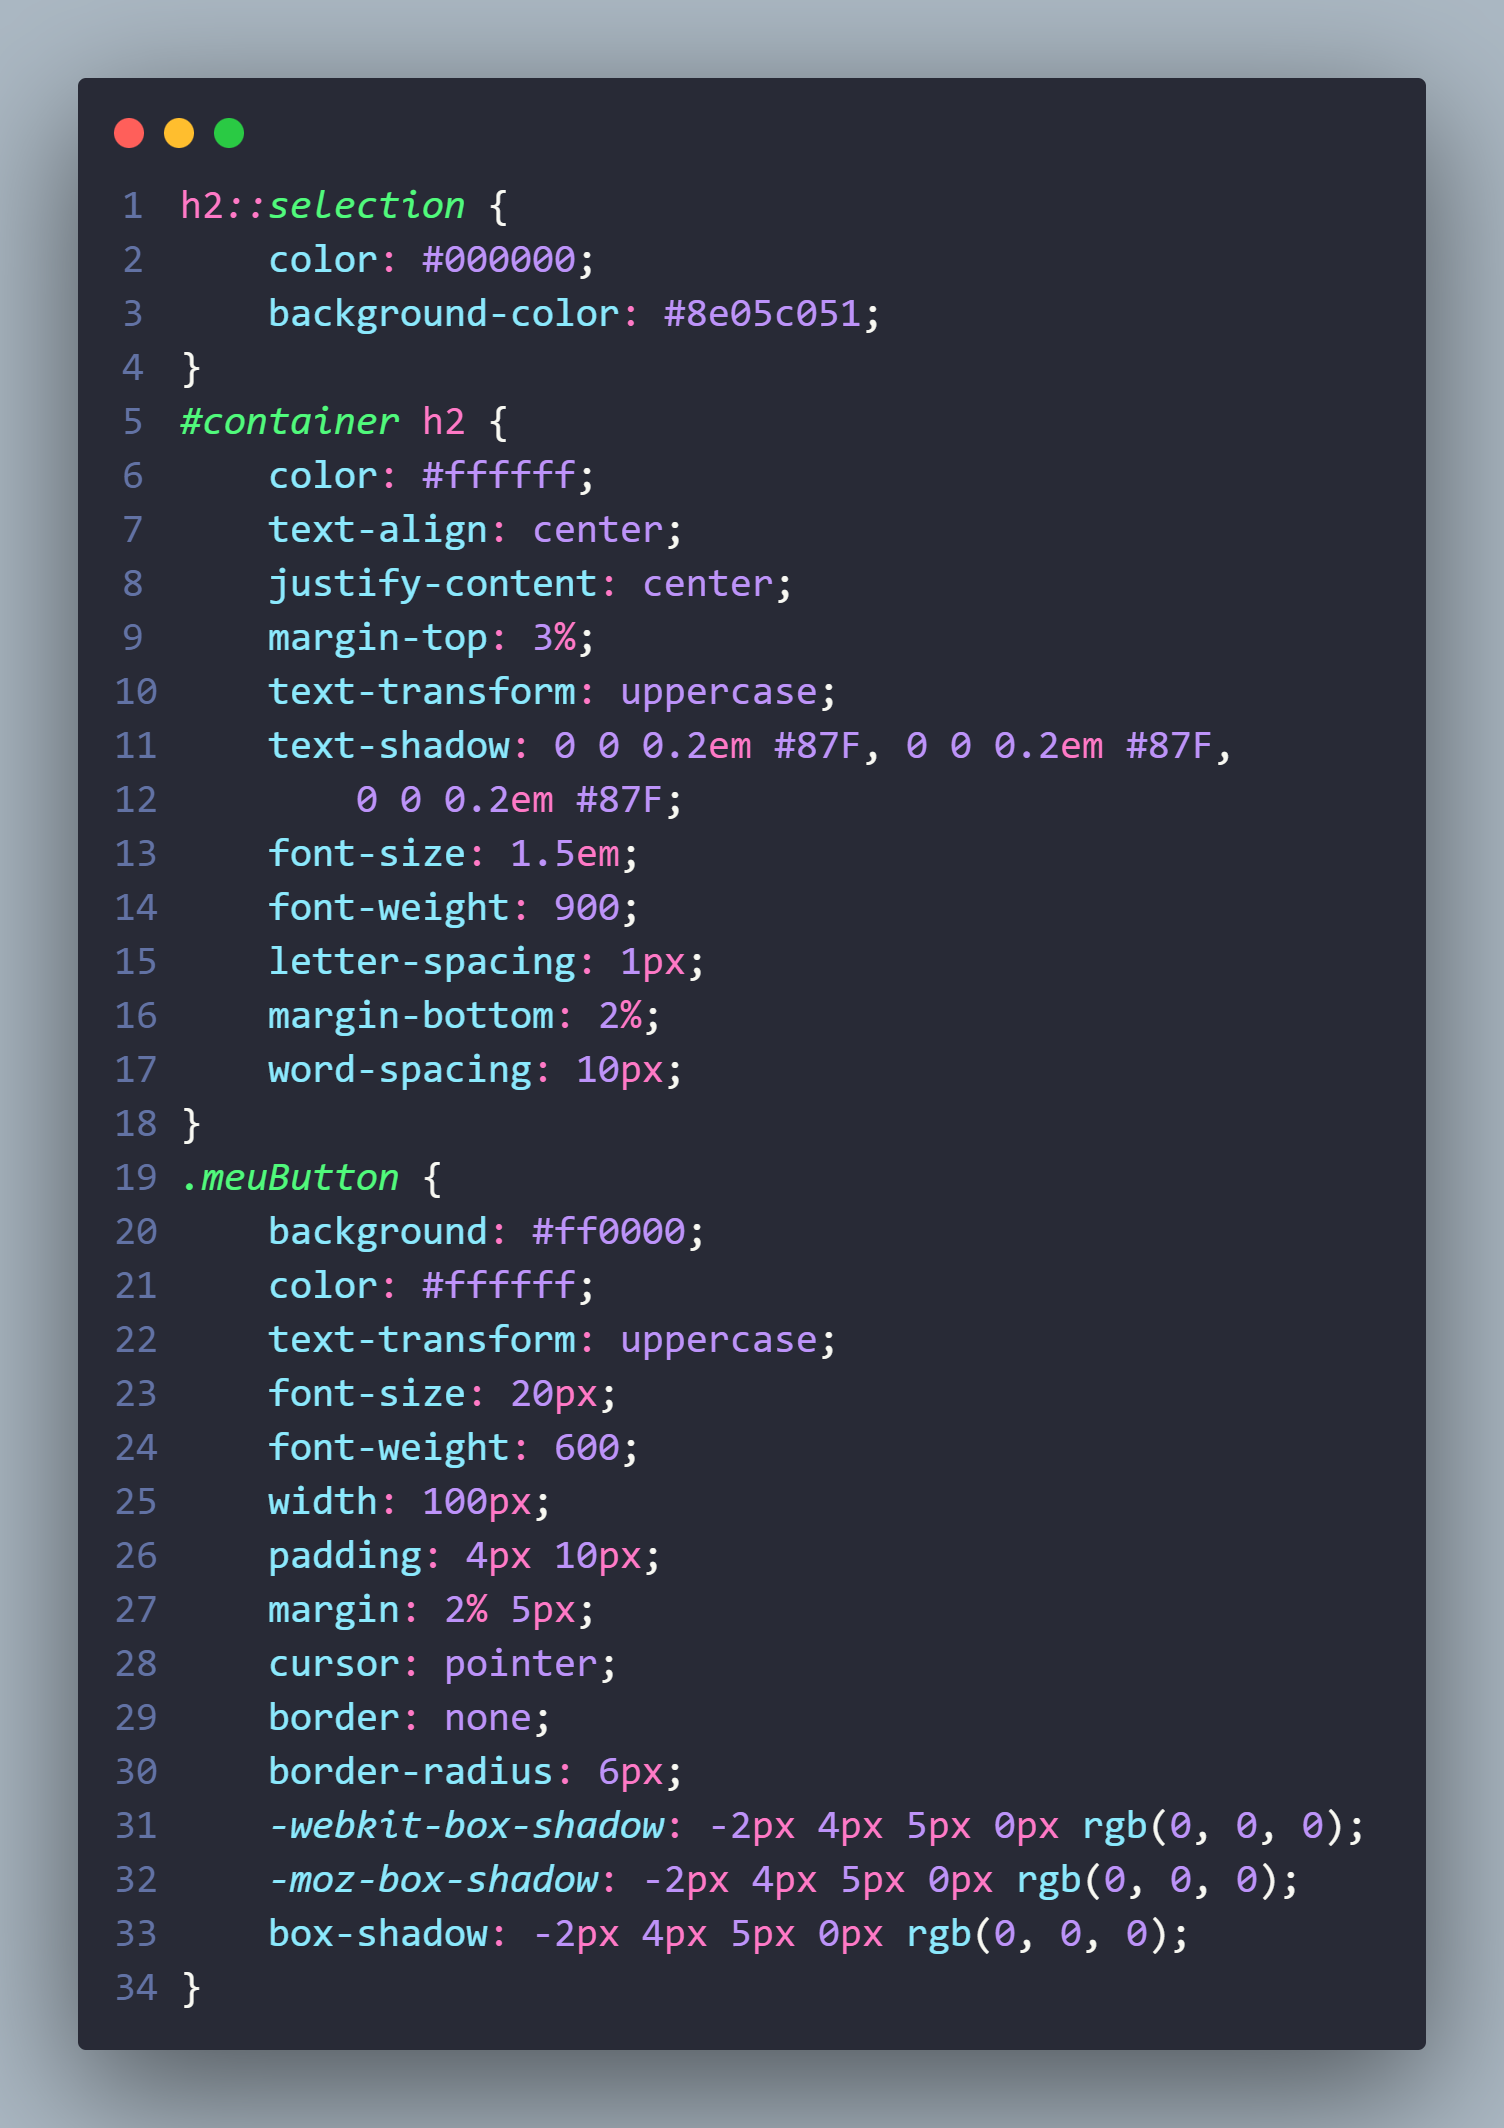 1 h2::selection {
2     color: #000000;
3     background-color: #8e05c051;
4 }
5 #container h2 {
6     color: #ffffff;
7     text-align: center;
8     justify-content: center;
9     margin-top: 3%;
10     text-transform: uppercase;
11     text-shadow: 0 0 0.2em #87F, 0 0 0.2em #87F,
12         0 0 0.2em #87F;
13     font-size: 1.5em;
14     font-weight: 900;
15     letter-spacing: 1px;
16     margin-bottom: 2%;
17     word-spacing: 10px;
18 }
19 .meuButton {
20     background: #ff0000;
21     color: #ffffff;
22     text-transform: uppercase;
23     font-size: 20px;
24     font-weight: 600;
25     width: 100px;
26     padding: 4px 10px;
27     margin: 2% 5px;
28     cursor: pointer;
29     border: none;
30     border-radius: 6px;
31     -webkit-box-shadow: -2px 4px 5px 0px rgb(0, 0, 0);
32     -moz-box-shadow: -2px 4px 5px 0px rgb(0, 0, 0);
33     box-shadow: -2px 4px 5px 0px rgb(0, 0, 0);
34 }